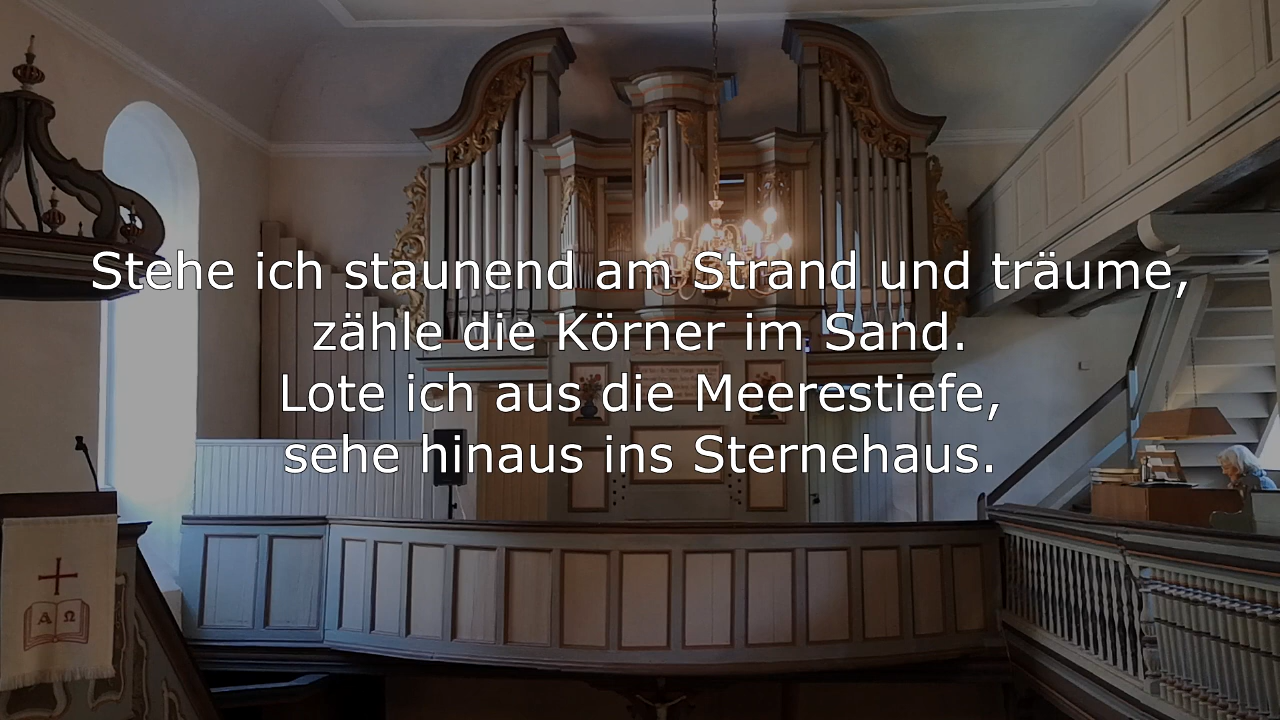 Stehe ich staunend am Strand und träume,
zähle die Körner im Sand.
Lote ich aus die Meerestiefe,
sehe hinaus ins Sternehaus.
Α Ω